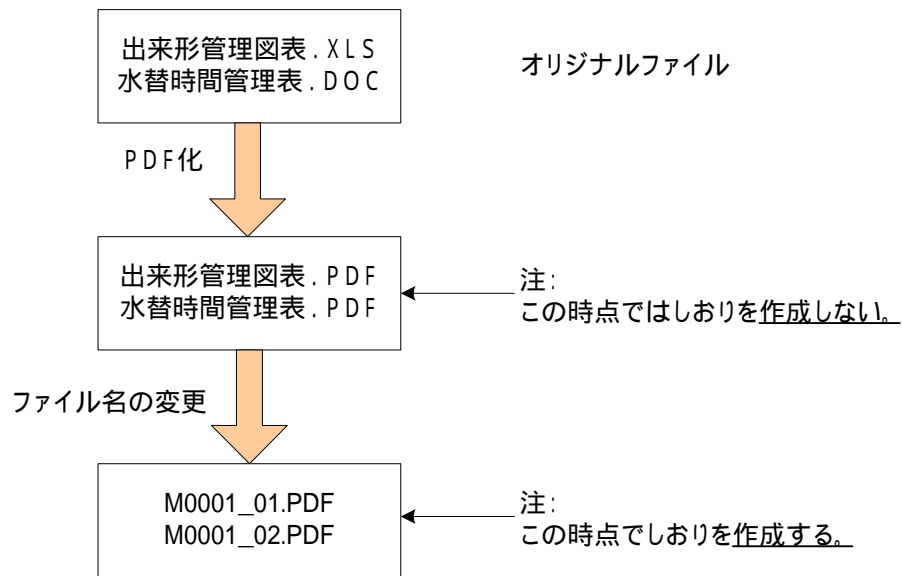 出来形管理図表.XLS
水替時間管理表.DOC
オリジナルファイル
PDF化
出来形管理図表.PDF
水替時間管理表.PDF
注:
この時点ではしおりを作成しない。
ファイル名の変更
M0001_01.PDF
M0001_02.PDF
注:
この時点でしおりを作成する。